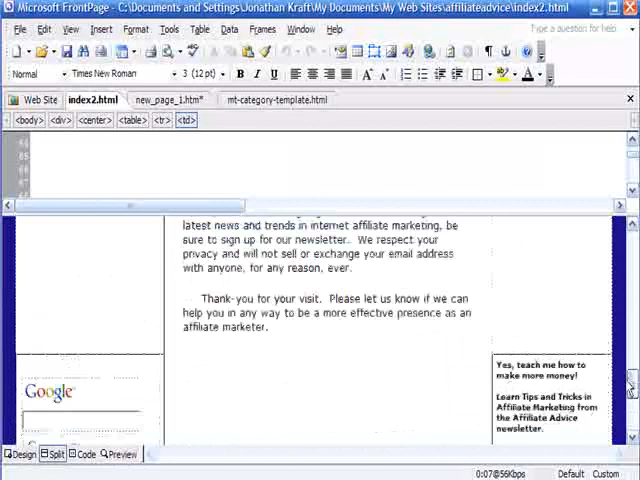 Microsoft FrontPage - C:\Documents and Settings\Jonathan Kraft\My Documents\My Web Sites\affiliateadvice\index2.html
File Edit View Insert Format Tools Table Data Frames Window Help
Type a question for help
Normal Times New Roman 3 (12 pt) B I U
Web Site index2.html new_page_1.htm* mt-category-template.html
<body> <div> <center> <table> <tr> <td>
65
66
latest news and trends in internet affiliate marketing, be
sure to sign up for our newsletter. We respect your
privacy and will not sell or exchange your email address
with anyone, for any reason, ever.
Thank-you for your visit. Please let us know if we can
help you in any way to be a more effective presence as an
affiliate marketer.
Yes, teach me how to
make more money!
Google
Learn Tips and Tricks in
Affiliate Marketing from
the Affiliate Advice
newsletter.
Design Split Code Preview
0:07@56Kbps Default Custom